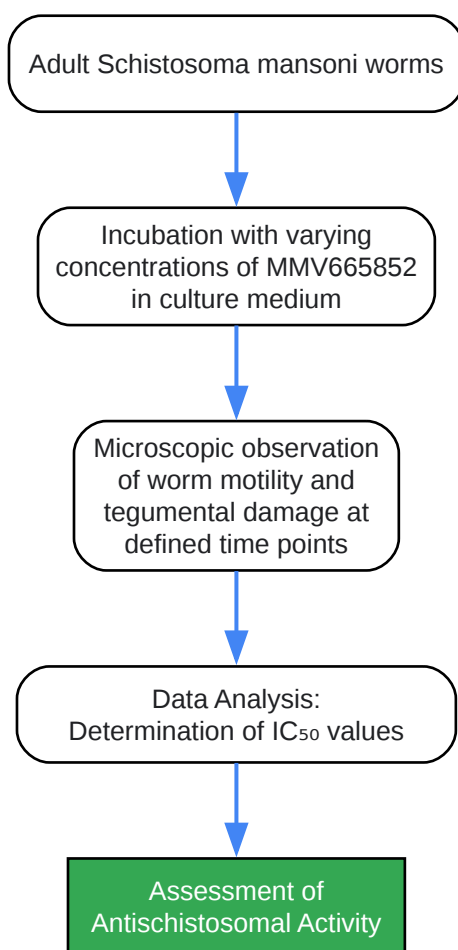 Adult Schistosoma mansoni worms
Incubation with varying
concentrations of MMV665852
in culture medium
Microscopic observation
of worm motility and
tegumental damage at
defined time points
Data Analysis:
Determination of IC₅₀ values
Assessment of
Antischistosomal Activity